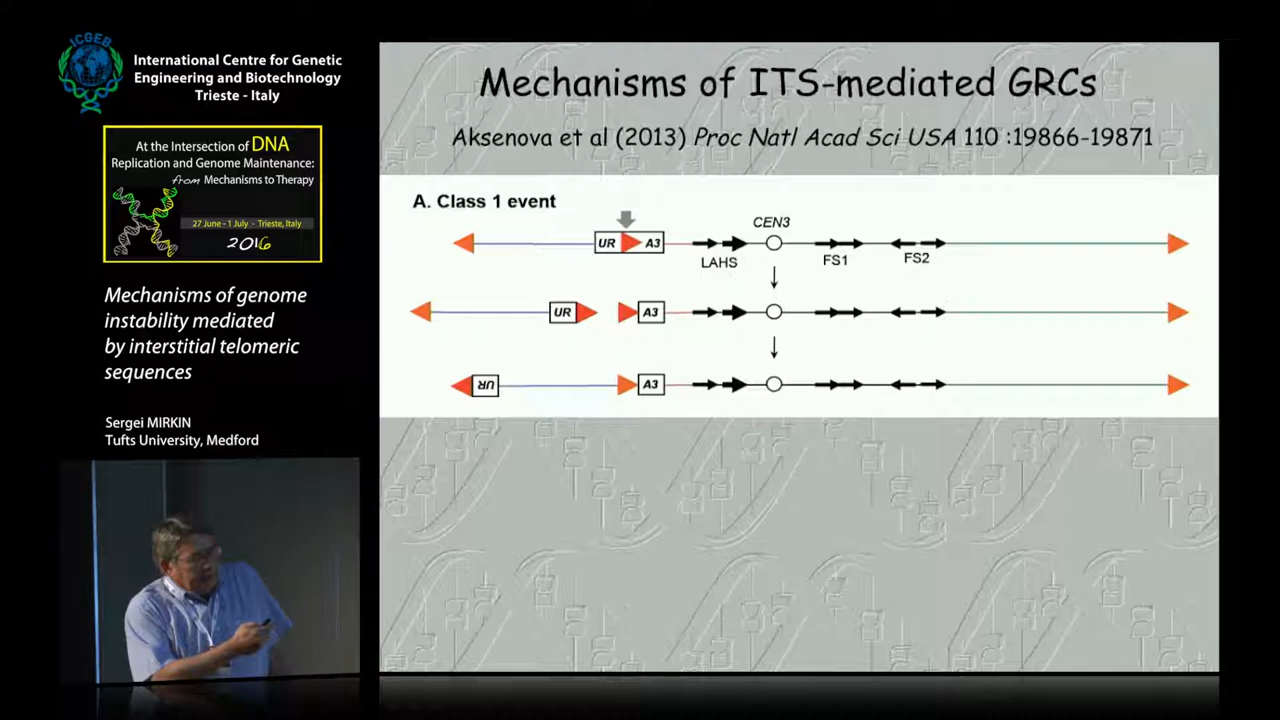 ICGEB
International Centre for Genetic
Engineering and Biotechnology
Trieste - Italy
At the Intersection of DNA
Replication and Genome Maintenance:
from Mechanisms to Therapy
27 June - 1 July - Trieste, Italy
2016
Mechanisms of genome
instability mediated
by interstitial telomeric
sequences
Sergei MIRKIN
Tufts University, Medford
Mechanisms of ITS-mediated GRCs
Aksenova et al (2013) Proc Natl Acad Sci USA 110 :19866-19871
A. Class 1 event
CEN3
UR A3
LAHS FS1 FS2
UR A3
UR A3